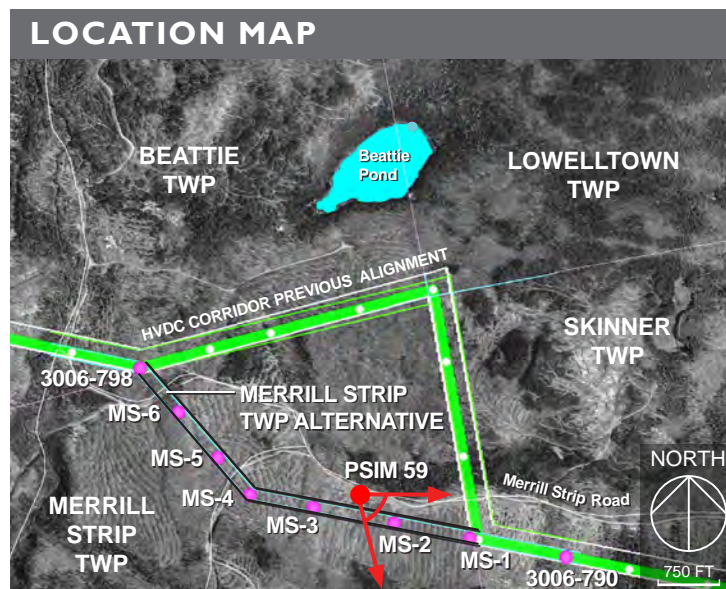 LOCATION MAP
BEATTIE
TWP
Beattie
Pond
LOWELLTOWN
TWP
HVDC CORRIDOR PREVIOUS ALIGNMENT
SKINNER
TWP
3006-798
MERRILL STRIP
TWP ALTERNATIVE
MS-6
MS-5
PSIM 59
NORTH
MS-4
Merrill Strip Road
MERRILL
STRIP
TWP
MS-3
MS-2
MS-1
3006-790
750 FT